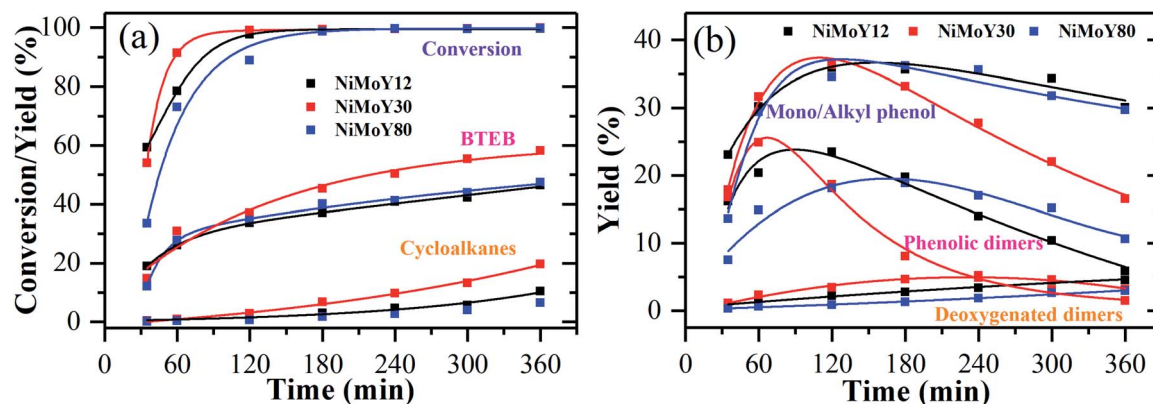 (a)
Conversion/Yield (%)
100
80
60
40
20
0
Conversion
NiMoY12
NiMoY30
NiMoY80
BTEB
Cycloalkanes
0 60 120 180 240 300 360
Time (min)
(b)
NiMoY12 NiMoY30 NiMoY80
Yield (%)
40
30
20
10
0
Mono/Alkyl phenol
Phenolic dimers
Deoxygenated dimers
0 60 120 180 240 300 360
Time (min)